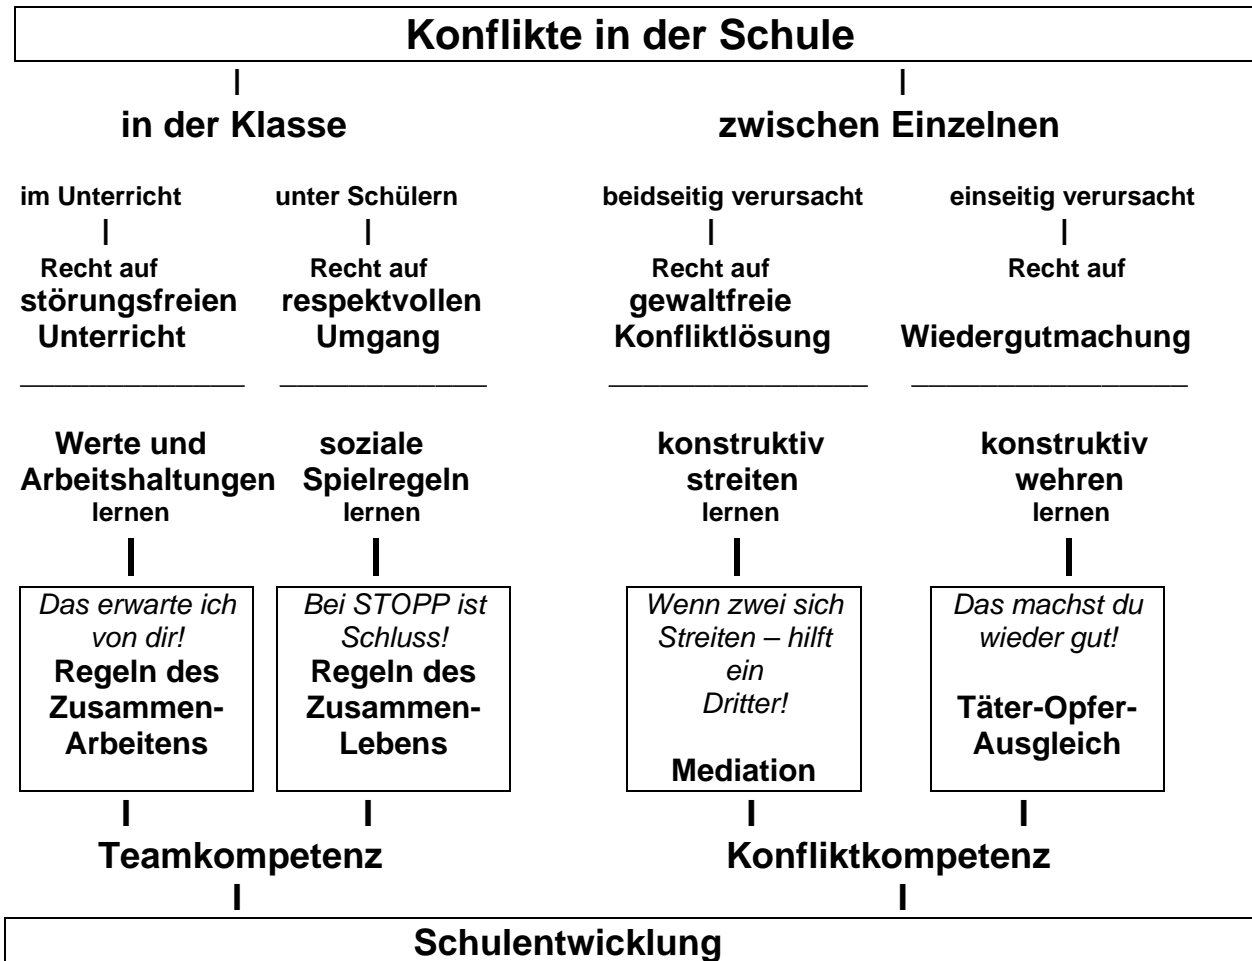 Konflikte in der Schule
in der Klasse
zwischen Einzelnen
im Unterricht
unter Schülern
beidseitig verursacht
einseitig verursacht
Recht auf
störungsfreien
Unterricht
Recht auf
respektvollen
Umgang
Recht auf
gewaltfreie
Konfliktlösung
Recht auf
Wiedergutmachung
Werte und
Arbeitshaltungen
lernen
soziale
Spielregeln
lernen
konstruktiv
streiten
lernen
konstruktiv
wehren
lernen
Das erwarte ich
von dir!
Regeln des
Zusammen-
Arbeitens
Bei STOPP ist
Schluss!
Regeln des
Zusammen-
Lebens
Wenn zwei sich
Streiten – hilft
ein
Dritter!
Mediation
Das machst du
wieder gut!
Täter-Opfer-
Ausgleich
Teamkompetenz
Konfliktkompetenz
Schulentwicklung